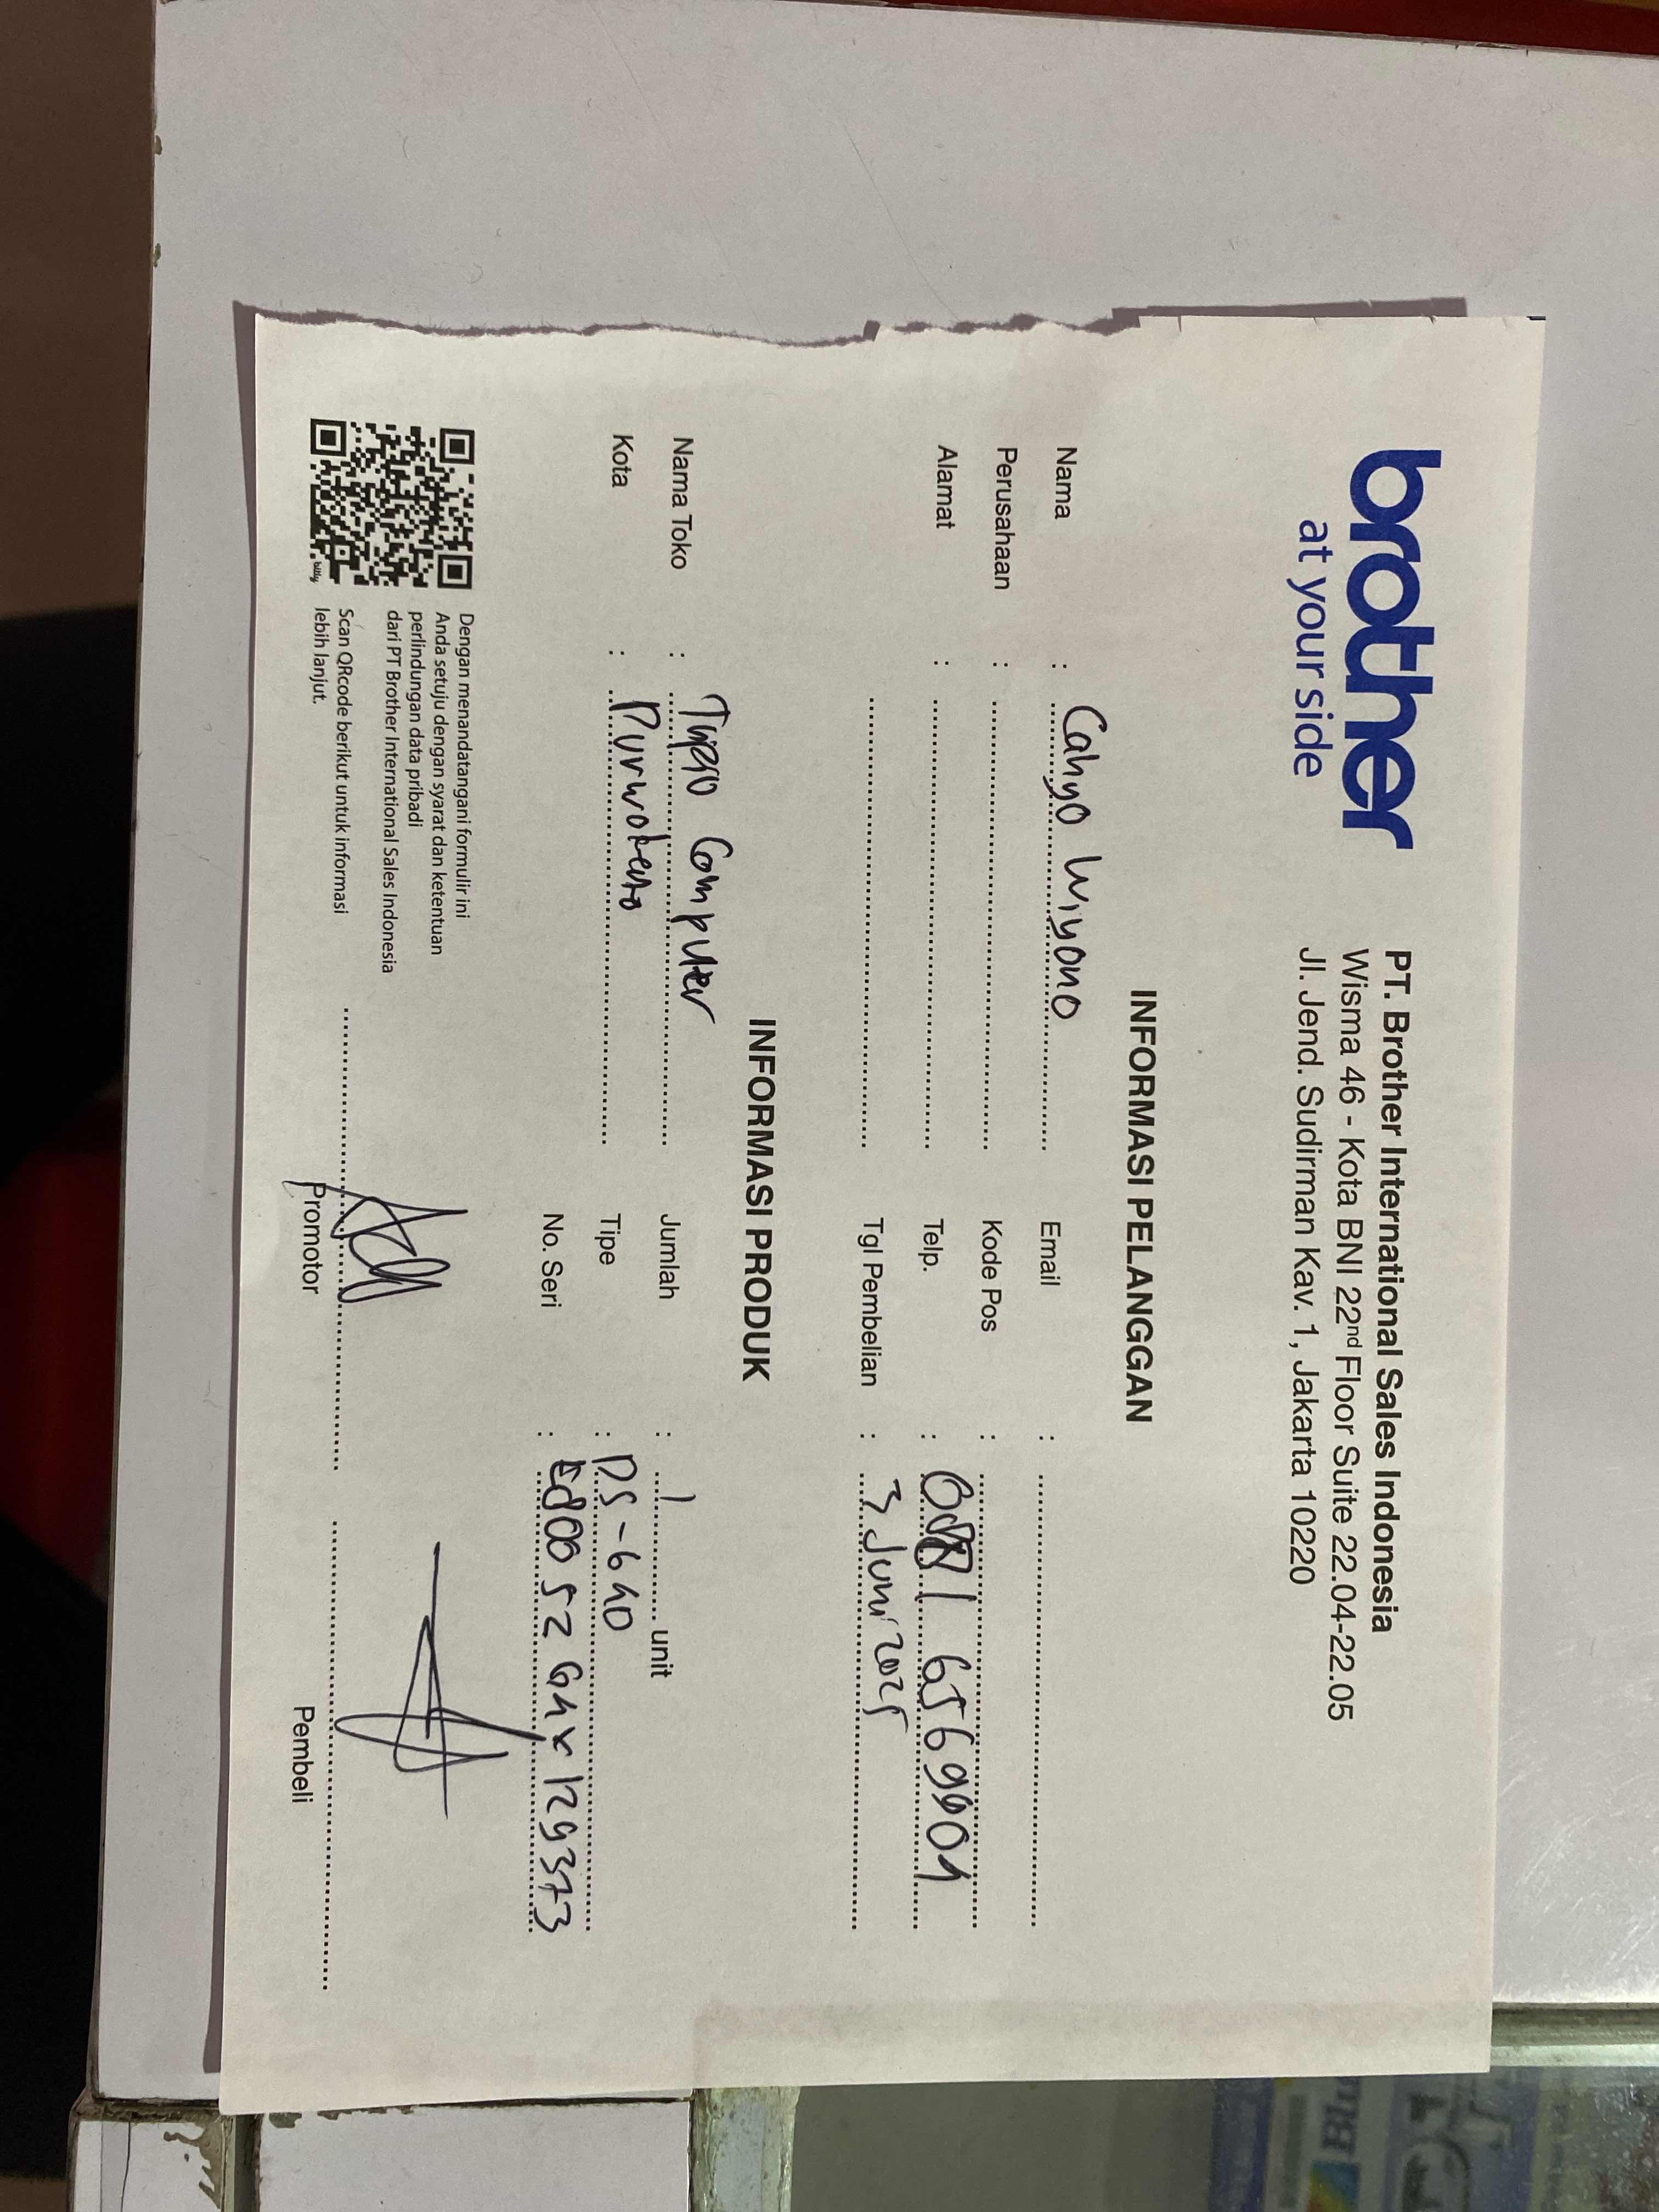 brother
at your side
PT. Brother International Sales Indonesia
Wisma 46 - Kota BNI 22nd Floor Suite 22.04-22.05
Jl. Jend. Sudirman Kav. 1, Jakarta 10220
INFORMASI PELANGGAN
Nama : Cahyo Wiyono Email :
Perusahaan : Kode Pos :
Alamat : Telp. :
Tgl Pembelian : 3 Juni 2025
INFORMASI PRODUK
Nama Toko : Computer Jumlah : 1 unit
Kota : Purwokerto Tipe : DS-640
No. Seri :
Dengan menandatangani formulir ini
Anda setuju dengan syarat dan ketentuan
perlindungan data pribadi
dari PT Brother International Sales Indonesia
Scan QRcode berikut untuk informasi
lebih lanjut.
bitly
Promotor Pembeli